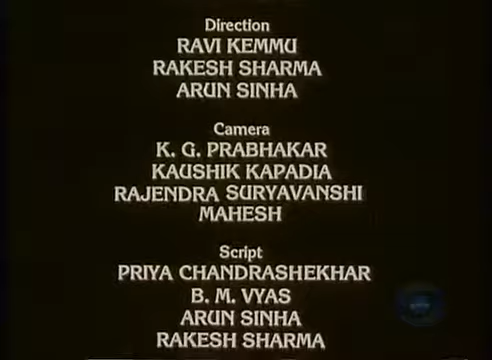 Direction
RAVI KEMMU
RAKESH SHARMA
ARUN SINHA
Camera
K. G. PRABHAKAR
KAUSHIK KAPADIA
RAJENDRA SURYAVANSHI
MAHESH
Script
PRIYA CHANDRASHEKHAR
B. M. VYAS
ARUN SINHA
RAKESH SHARMA